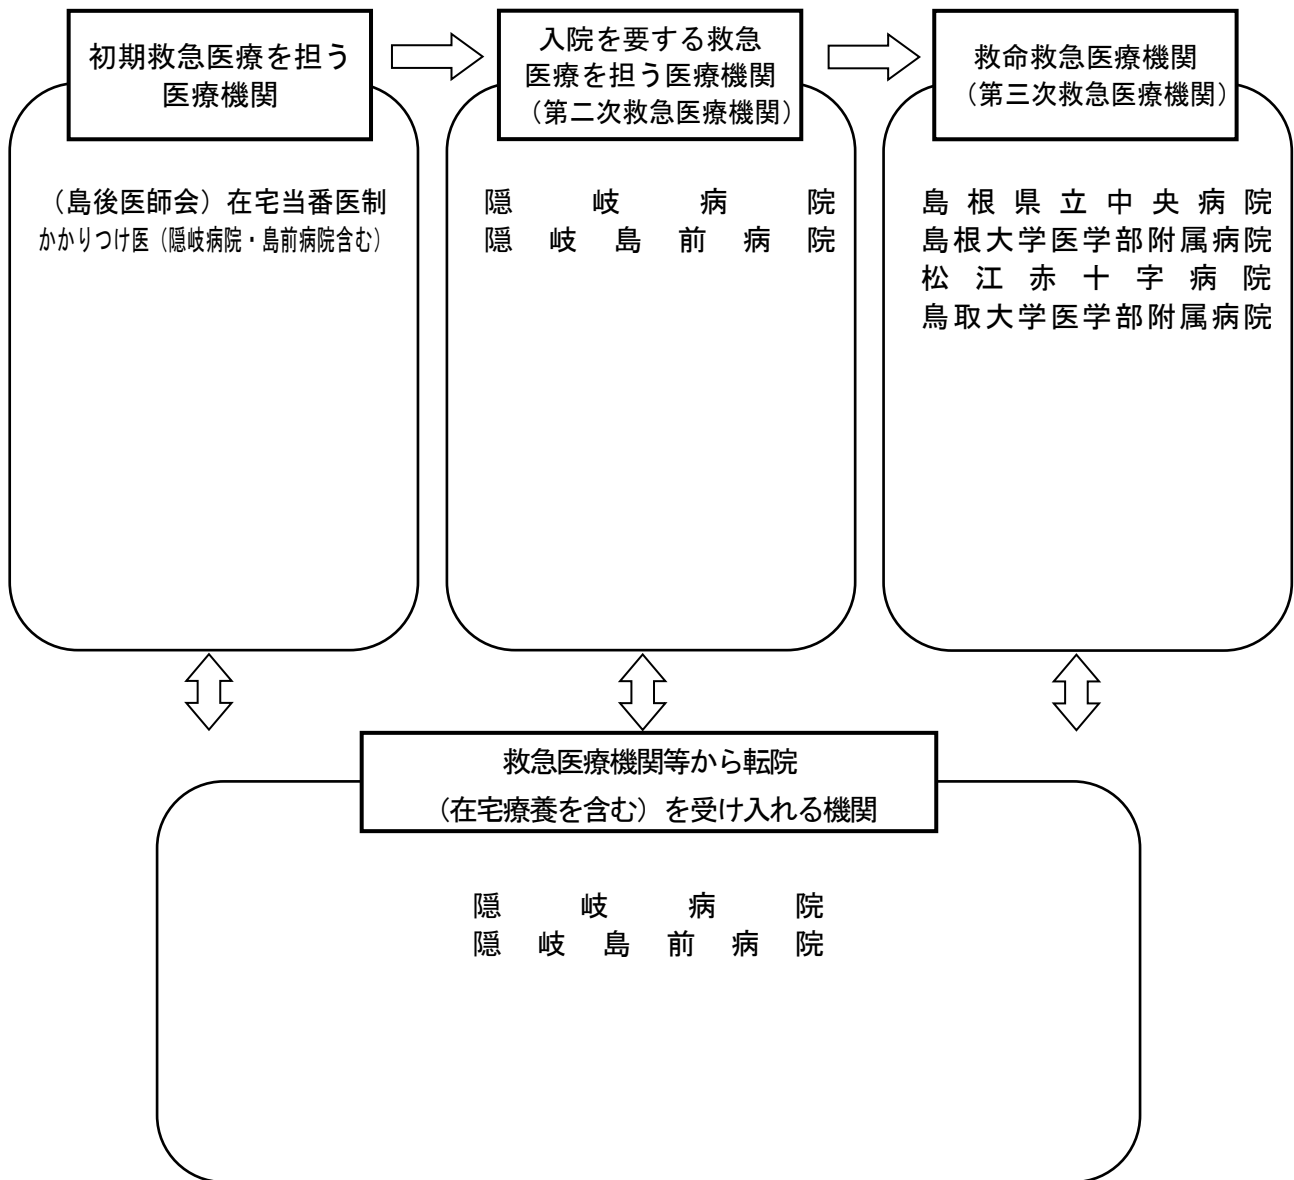 初期救急医療を担う
医療機関
（島後医師会）在宅当番医制
かかりつけ医（隠岐病院・島前病院含む）
入院を要する救急
医療を担う医療機関
（第二次救急医療機関）
隠岐病院
隠岐島前病院
救命救急医療機関
（第三次救急医療機関）
島根県立中央病院
島根大学医学部附属病院
松江赤十字病院
鳥取大学医学部附属病院
救急医療機関等から転院
（在宅療養を含む）を受け入れる機関
隠岐病院
隠岐島前病院